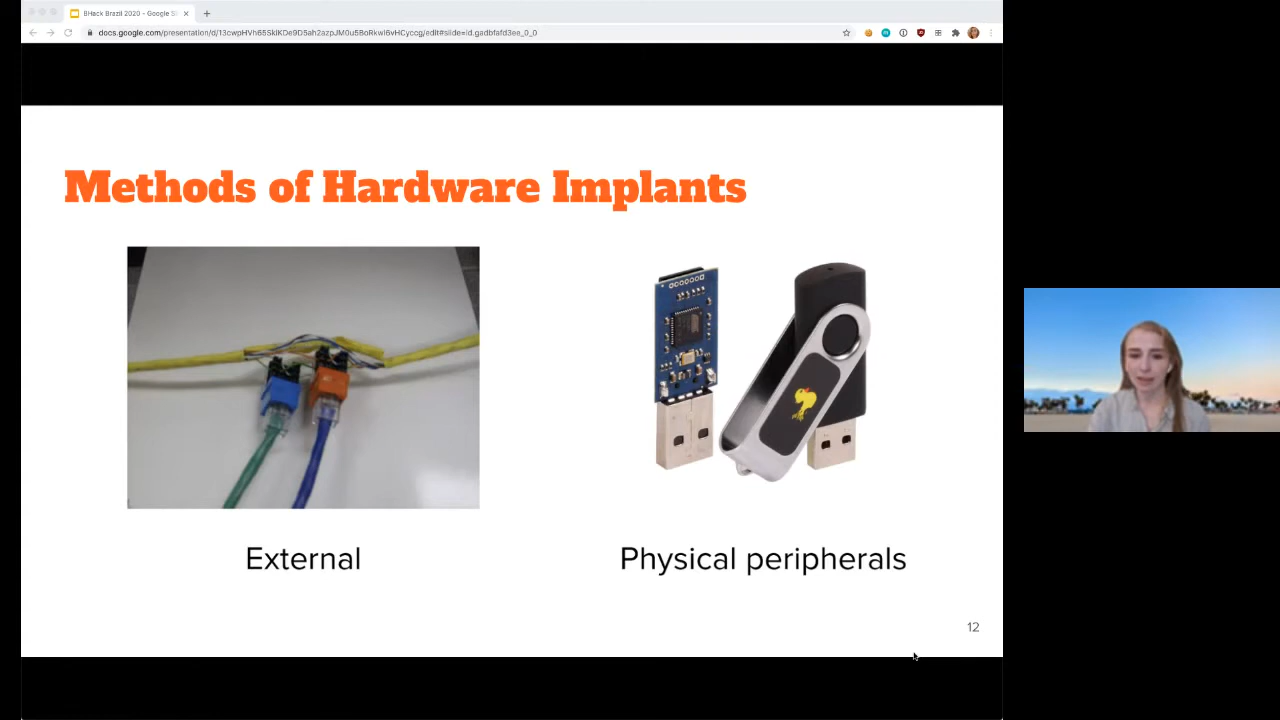 BHack Brazil 2020 - Google S
docs.google.com/presentation/d/13cwpHVh65SkiKDe9D5ah2azpJM0u5BoRkwI6vHCyccg/edit#slide=id.gadbfafd3ee_0_0
Methods of Hardware Implants
External
Physical peripherals
12